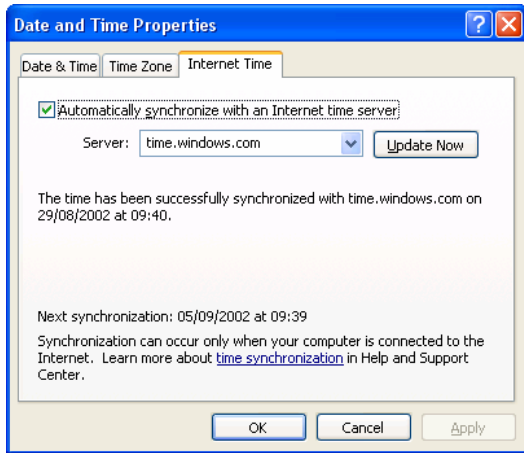 Date and Time Properties
Date & Time
Time Zone
Internet Time
Automatically synchronize with an Internet time server
Server: time.windows.com
Update Now
The time has been successfully synchronized with time.windows.com on
29/08/2002 at 09:40.
Next synchronization: 05/09/2002 at 09:39
Synchronization can occur only when your computer is connected to the
Internet. Learn more about time synchronization in Help and Support
Center.
OK
Cancel
Apply